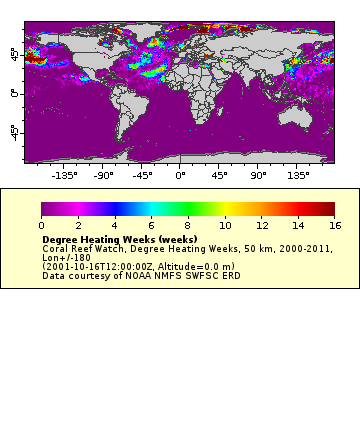 45°
0°
-45°
-135° -90° -45° 0° 45° 90° 135°
0 2 4 6 8 10 12 14 16
Degree Heating Weeks (weeks)
Coral Reef Watch, Degree Heating Weeks, 50 km, 2000-2011,
Lon+/-180
(2001-10-16T12:00:00Z, Altitude=0.0 m)
Data courtesy of NOAA NMFS SWFSC ERD